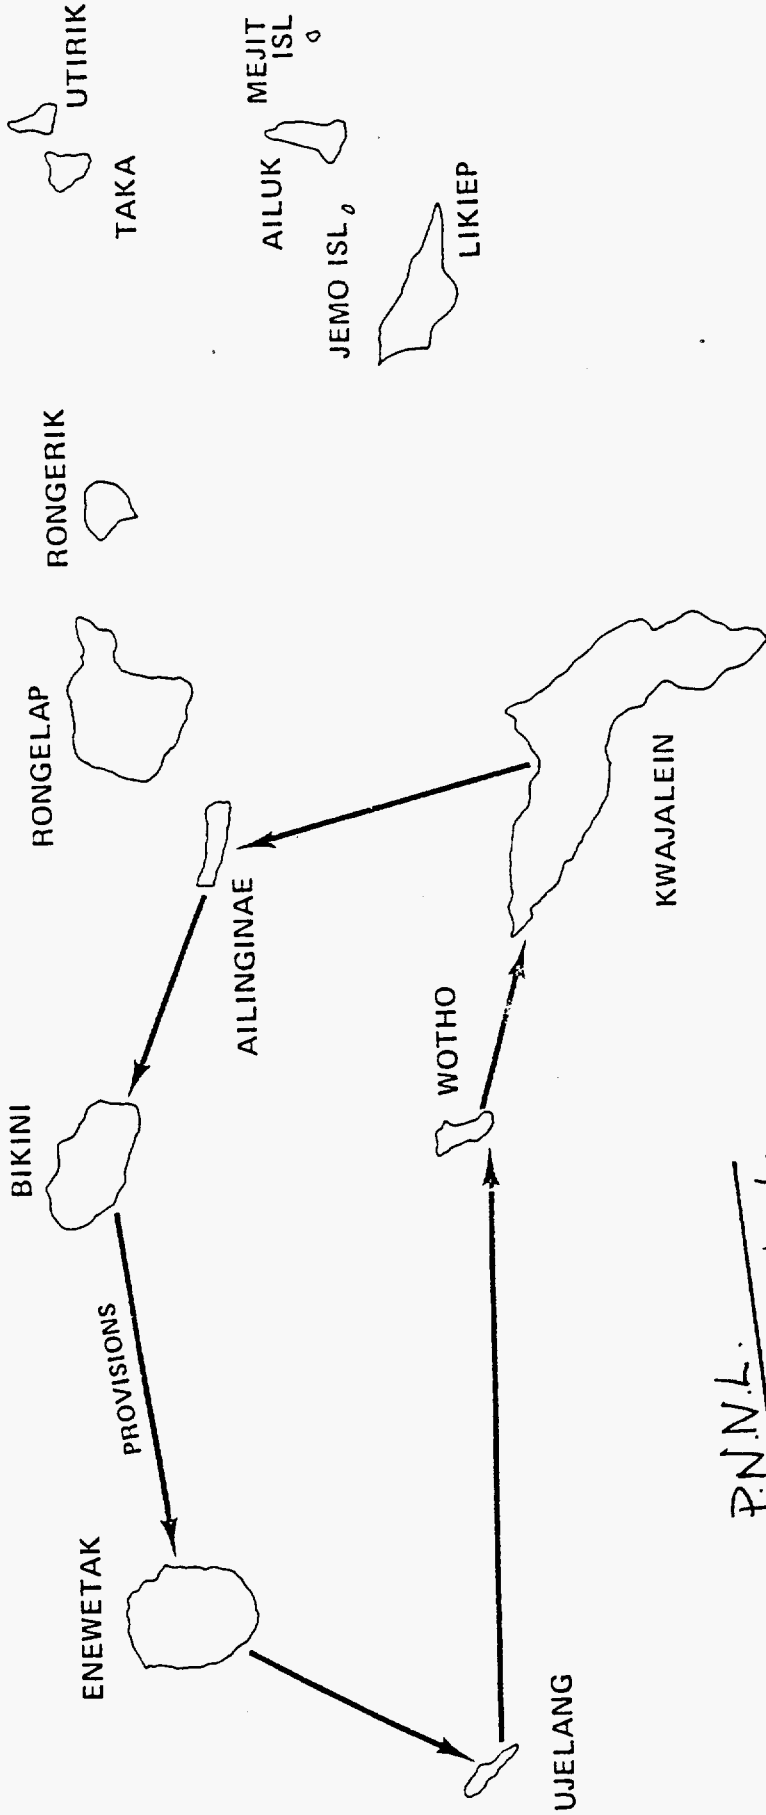 BIKINI
RONGELAP
RONGERIK
UTIRIK
ENEWETAK
PROVISIONS
TAKA
AILINGINAE
AILUK
MEJIT
ISL
JEMO ISL
WOTHO
LIKIEP
UJELANG
KWAJALEIN
P.N.N.L.